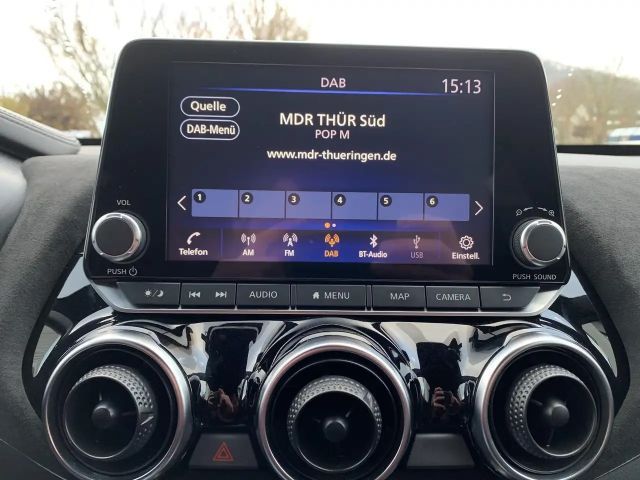 DAB 15:13
Quelle
DAB-Menü
MDR THÜR Süd
POP M
www.mdr-thueringen.de
1 2 3 4 5 6
Telefon AM FM DAB BT-Audio USB Einstell.
VOL
PUSH
PUSH SOUND
AUDIO MENU MAP CAMERA